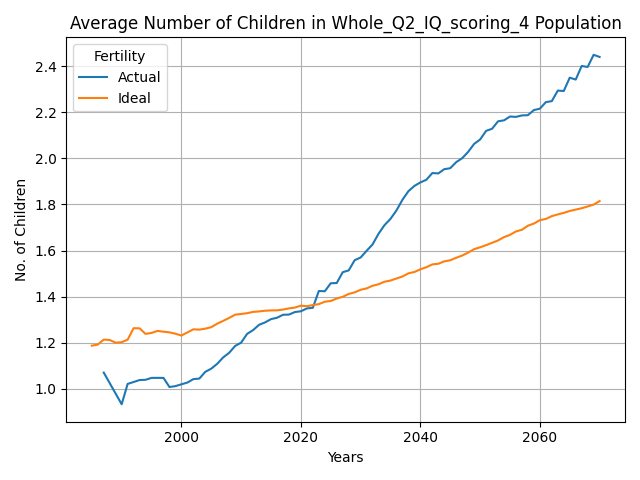 Average Number of Children in Whole_Q2_IQ_scoring_4 Population
Fertility
Actual
Ideal
No. of Children
2.4
2.2
2.0
1.8
1.6
1.4
1.2
1.0
2000
2020
2040
2060
Years